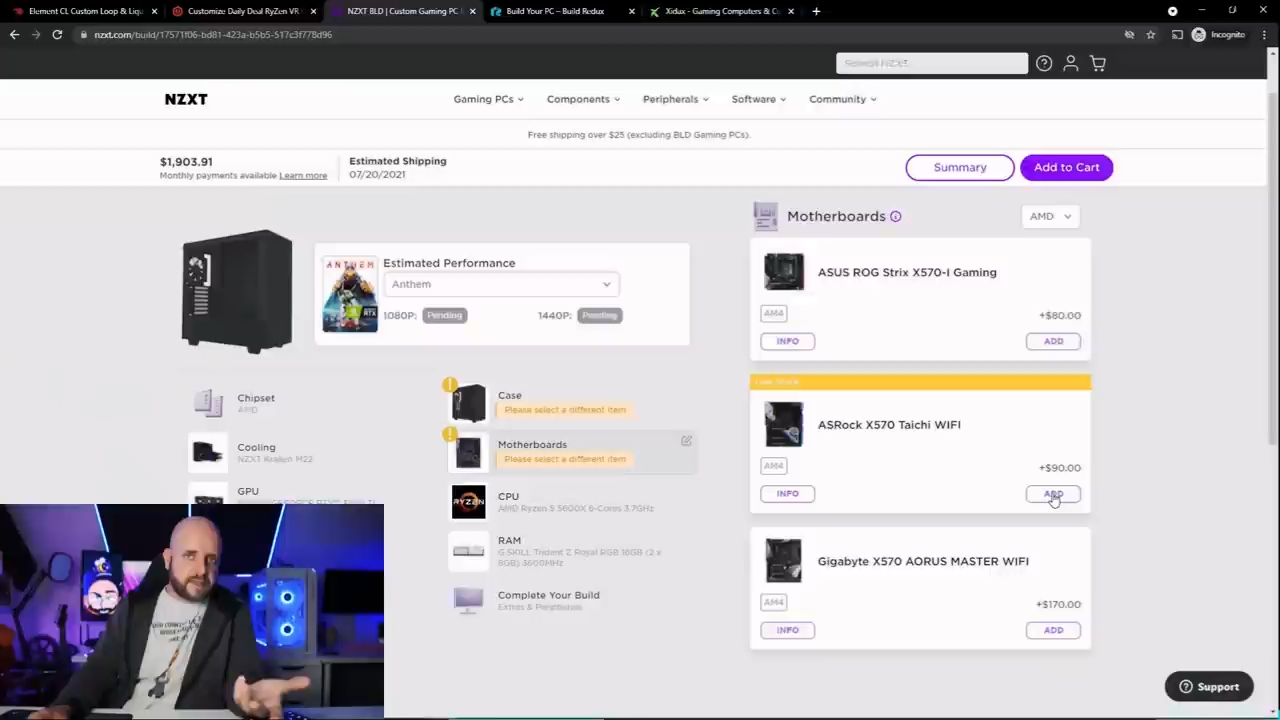 Element CL Custom Loop & Liqu
Customize Daily Deal RyZen VR
NZXT BLD | Custom Gaming PC
Build Your PC – Build Redux
Xidax - Gaming Computers & Cu
nzxt.com/build/17571f06-bd81-423a-b5b5-517c3f778d96
Incognito
Search NZXT
NZXT
Gaming PCs
Components
Peripherals
Software
Community
Free shipping over $25 (excluding BLD Gaming PCs).
$1,903.91
Monthly payments available Learn more
Estimated Shipping
07/20/2021
Summary
Add to Cart
ANTHEM
Estimated Performance
Anthem
1080P: Pending
1440P: Pending
Chipset
AMD
Cooling
NZXT Kraken M22
GPU
Case
Please select a different item
Motherboards
Please select a different item
RYZEN
CPU
AMD Ryzen 5 5600X 6-Cores 3.7GHz
RAM
G.SKILL Trident Z Royal RGB 16GB (2 x
8GB) 3600MHz
Complete Your Build
Extras & Peripherals
Motherboards
AMD
ASUS ROG Strix X570-I Gaming
AM4
+$80.00
INFO
ADD
ASRock X570 Taichi WIFI
AM4
+$90.00
INFO
ADD
Gigabyte X570 AORUS MASTER WIFI
AM4
+$170.00
INFO
ADD
Support